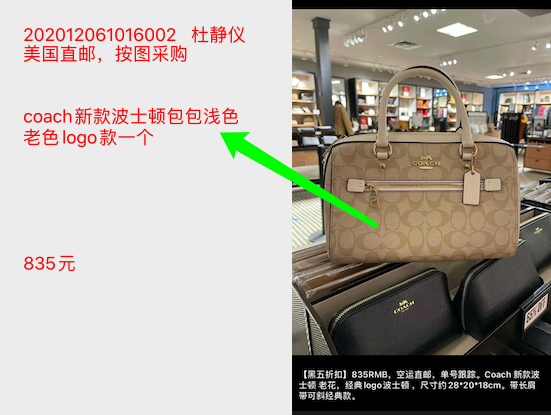 202012061016002 杜静仪
美国直邮，按图采购
coach新款波士顿包包浅色
老色logo款一个
835元
COACH
COACH
【黑五折扣】835RMB，空运直邮，单号跟踪。Coach 新款波
士顿 老花，经典logo波士顿 ，尺寸约28*20*18cm。带长肩
带可斜经典款。